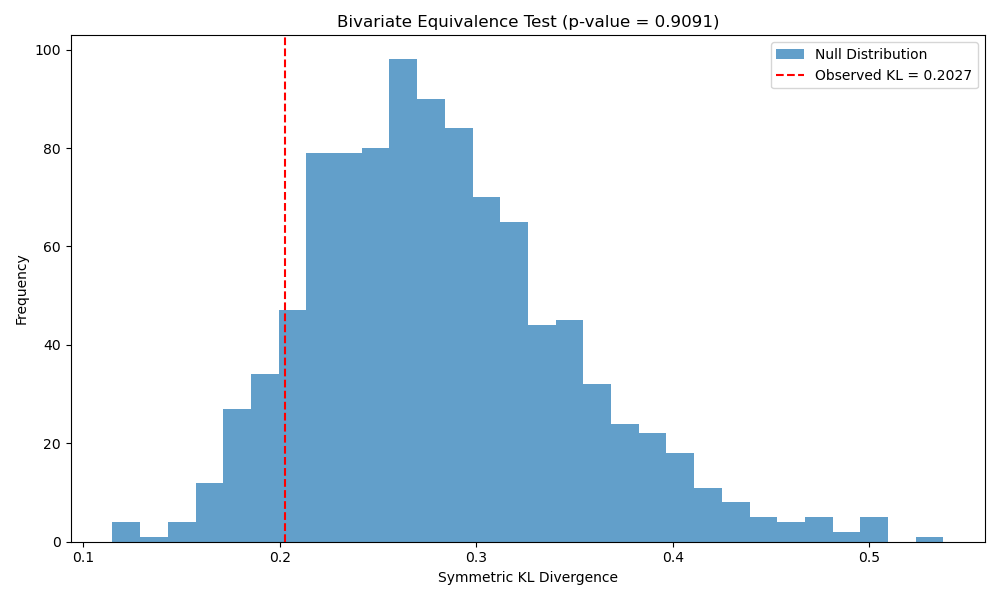 Bivariate Equivalence Test (p-value = 0.9091)
Null Distribution
Observed KL = 0.2027
100
80
60
40
20
0
Frequency
0.1 0.2 0.3 0.4 0.5
Symmetric KL Divergence